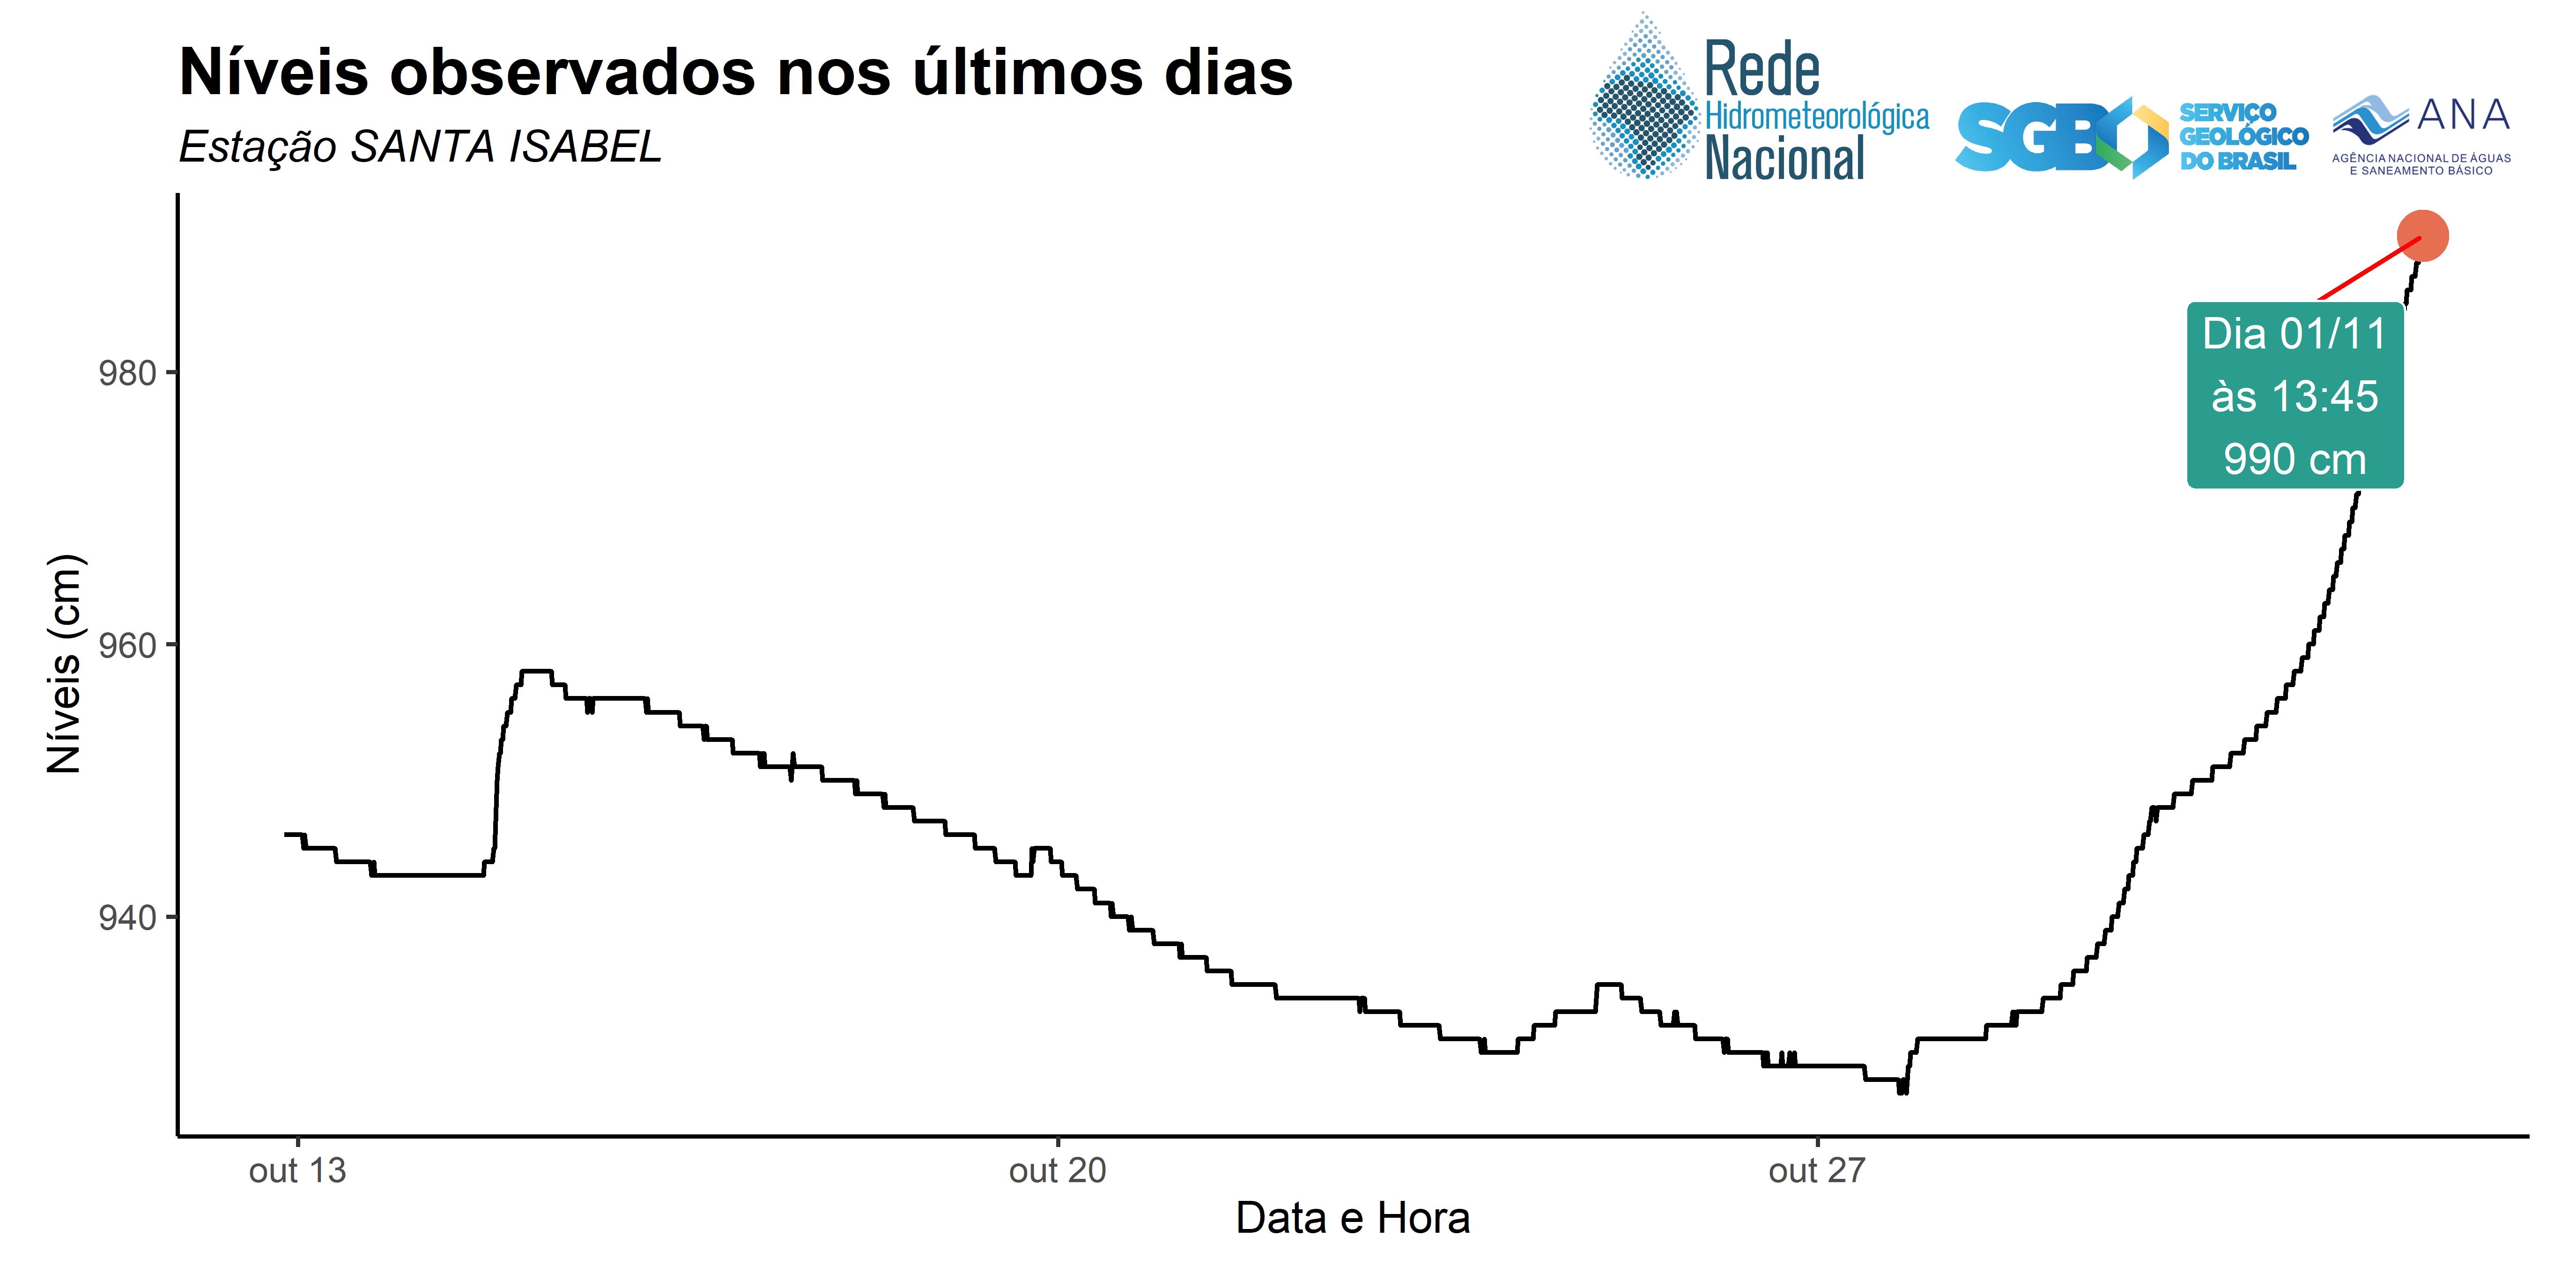 Níveis observados nos últimos dias
Estação SANTA ISABEL
Rede
Hidrometeorológica
Nacional
SGB
SERVIÇO
GEOLÓGICO
DO BRASIL
ANA
AGÊNCIA NACIONAL DE ÁGUAS
E SANEAMENTO BÁSICO
Dia 01/11
às 13:45
990 cm
Níveis (cm)
980
960
940
out 13
out 20
out 27
Data e Hora